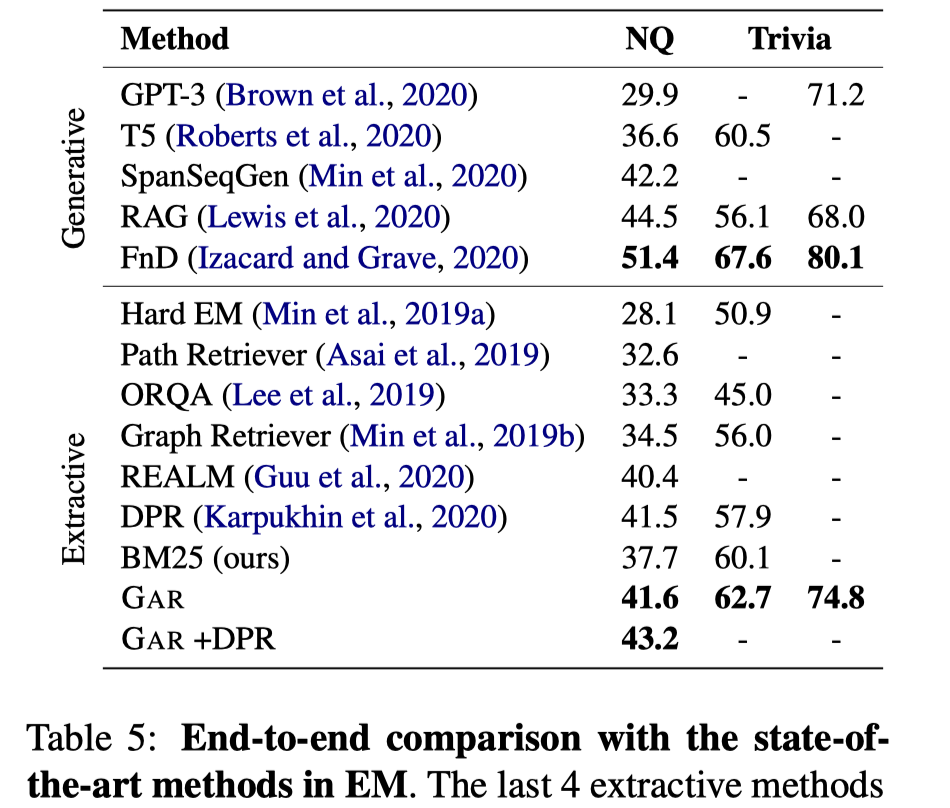 Method NQ Trivia
Generative
GPT-3 (Brown et al., 2020) 29.9 - 71.2
T5 (Roberts et al., 2020) 36.6 60.5 -
SpanSeqGen (Min et al., 2020) 42.2 - -
RAG (Lewis et al., 2020) 44.5 56.1 68.0
FnD (Izacard and Grave, 2020) 51.4 67.6 80.1
Extractive
Hard EM (Min et al., 2019a) 28.1 50.9 -
Path Retriever (Asai et al., 2019) 32.6 - -
ORQA (Lee et al., 2019) 33.3 45.0 -
Graph Retriever (Min et al., 2019b) 34.5 56.0 -
REALM (Guu et al., 2020) 40.4 - -
DPR (Karpukhin et al., 2020) 41.5 57.9 -
BM25 (ours) 37.7 60.1 -
GAR 41.6 62.7 74.8
GAR +DPR 43.2 - -
Table 5: End-to-end comparison with the state-of-
the-art methods in EM. The last 4 extractive methods